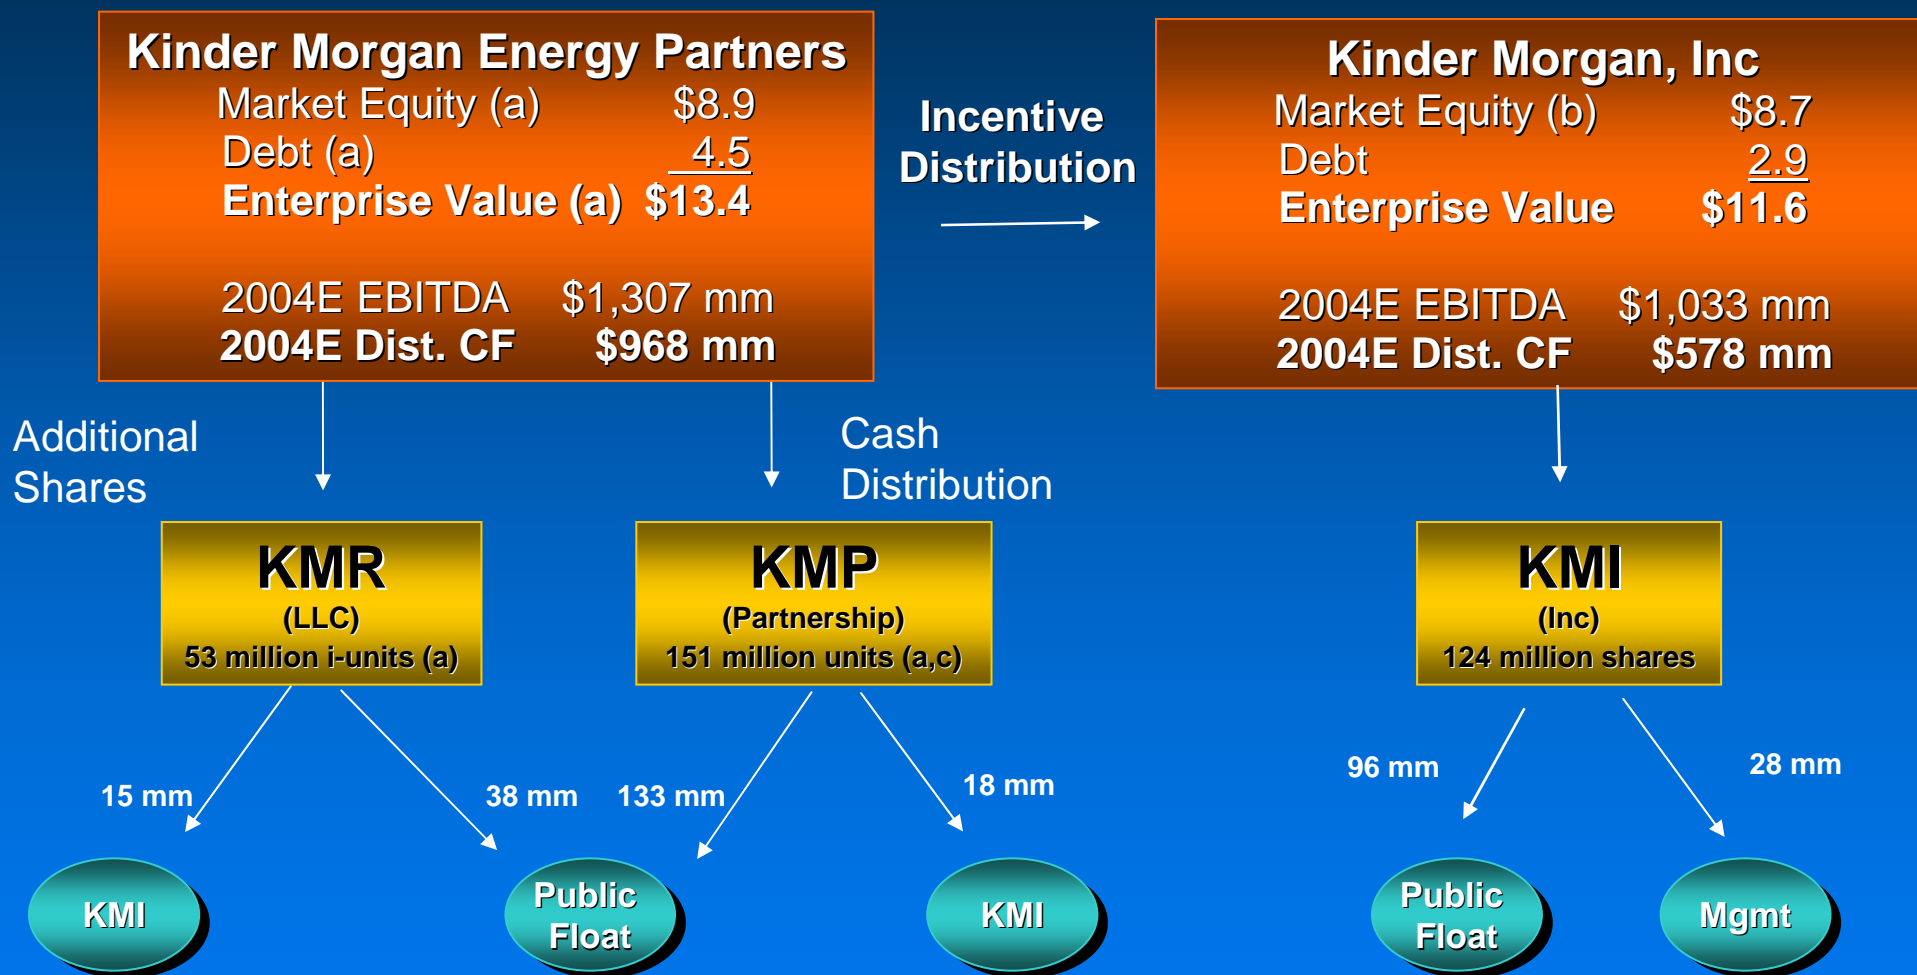 Kinder Morgan Energy Partners
Market Equity (a) $8.9
Debt (a) 4.5
Enterprise Value (a) $13.4
2004E EBITDA $1,307 mm
2004E Dist. CF $968 mm
Incentive
Distribution
Kinder Morgan, Inc
Market Equity (b) $8.7
Debt 2.9
Enterprise Value $11.6
2004E EBITDA $1,033 mm
2004E Dist. CF $578 mm
Additional
Shares
Cash
Distribution
KMR
(LLC)
53 million i-units (a)
KMP
(Partnership)
151 million units (a,c)
KMI
(Inc)
124 million shares
15 mm
38 mm
133 mm
18 mm
96 mm
28 mm
KMI
Public
Float
KMI
Public
Float
Mgmt